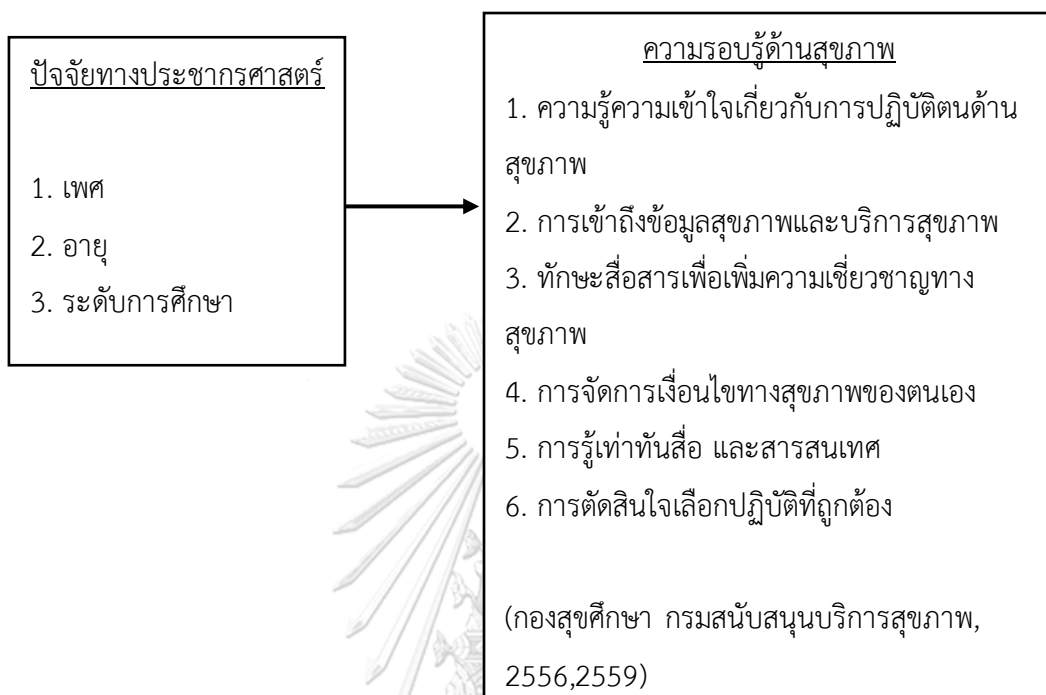 ปัจจัยทางประชากรศาสตร์
1. เพศ
2. อายุ
3. ระดับการศึกษา
ความรอบรู้ด้านสุขภาพ
1. ความรู้ความเข้าใจเกี่ยวกับการปฏิบัติตนด้าน
สุขภาพ
2. การเข้าถึงข้อมูลสุขภาพและบริการสุขภาพ
3. ทักษะสื่อสารเพื่อเพิ่มความเชี่ยวชาญทาง
สุขภาพ
4. การจัดการเงื่อนไขทางสุขภาพของตนเอง
5. การรู้เท่าทันสื่อ และสารสนเทศ
6. การตัดสินใจเลือกปฏิบัติที่ถูกต้อง
(กองสุขศึกษา กรมสนับสนุนบริการสุขภาพ,
2556,2559)